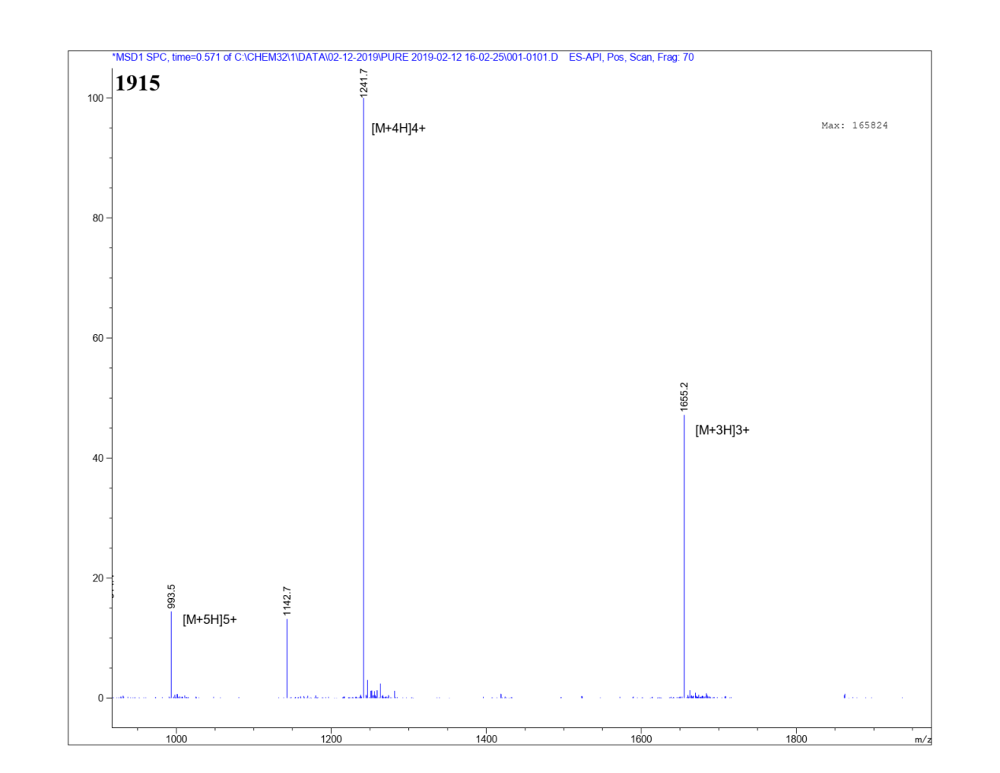 *MSD1 SPC, time=0.571 of C:\CHEM32\1\DATA\02-12-2019\PURE 2019-02-12 16-02-25\001-0101.D ES-API, Pos, Scan, Frag: 70
1915
1241.7
100
[M+4H]4+
Max: 165824
80
60
1655.2
[M+3H]3+
40
20
993.5
1142.7
[M+5H]5+
0
1000
1200
1400
1600
1800
m/z